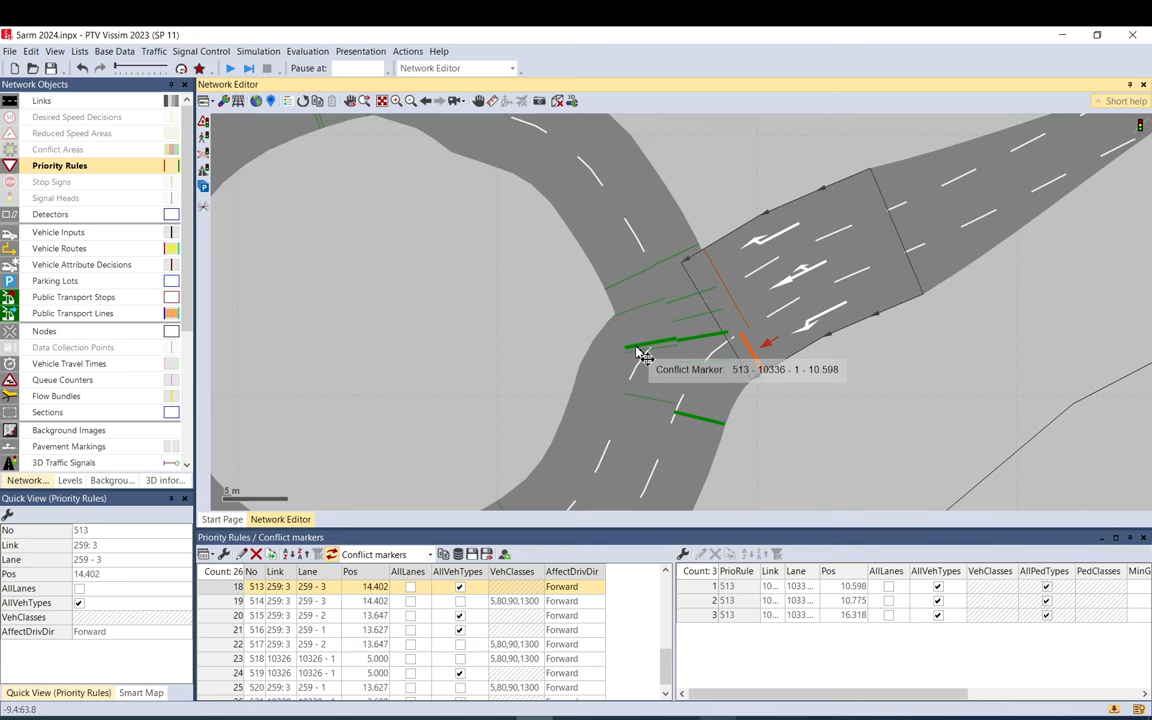 5arm 2024.inpx - PTV Vissim 2023 (SP 11)
File Edit View Lists Base Data Traffic Signal Control Simulation Evaluation Presentation Actions Help
Pause at: Network Editor
Network Objects
Network Editor
Short help
Links
Desired Speed Decisions
Reduced Speed Areas
Conflict Areas
Priority Rules
Stop Signs
Signal Heads
Detectors
Vehicle Inputs
Vehicle Routes
Vehicle Attribute Decisions
Parking Lots
Public Transport Stops
Public Transport Lines
Nodes
Data Collection Points
Vehicle Travel Times
Queue Counters
Flow Bundles
Sections
Background Images
Pavement Markings
3D Traffic Signals
Network... Levels Backgrou... 3D infor...
Conflict Marker: 513 - 10336 - 1 - 10.598
5 m
Start Page Network Editor
Quick View (Priority Rules)
No 513
Link 259: 3
Lane 259 - 3
Pos 14.402
AllLanes
AllVehTypes
VehClasses
AffectDrivDir Forward
Quick View (Priority Rules) Smart Map
Priority Rules / Conflict markers
Conflict markers
Count: 26 No Link Lane Pos AllLanes AllVehTypes VehClasses AffectDrivDir
18 513 259: 3 259 - 3 14.402 Forward
19 514 259: 3 259 - 3 14.402 5,80,90,1300 Forward
20 515 259: 3 259 - 2 13.647 Forward
21 516 259: 3 259 - 1 13.627 Forward
22 517 259: 3 259 - 2 13.647 5,80,90,1300 Forward
23 518 10326 10326 - 1 5.000 5,80,90,1300 Forward
24 519 10326 10326 - 1 5.000 Forward
25 520 259: 3 259 - 1 13.627 5,80,90,1300 Forward
Count: 3 PrioRule Link Lane Pos AllLanes AllVehTypes VehClasses AllPedTypes PedClasses MinG
1 513 10... 1033... 10.598
2 513 10... 1033... 10.775
3 513 10... 1033... 16.318
-9.4:63.8